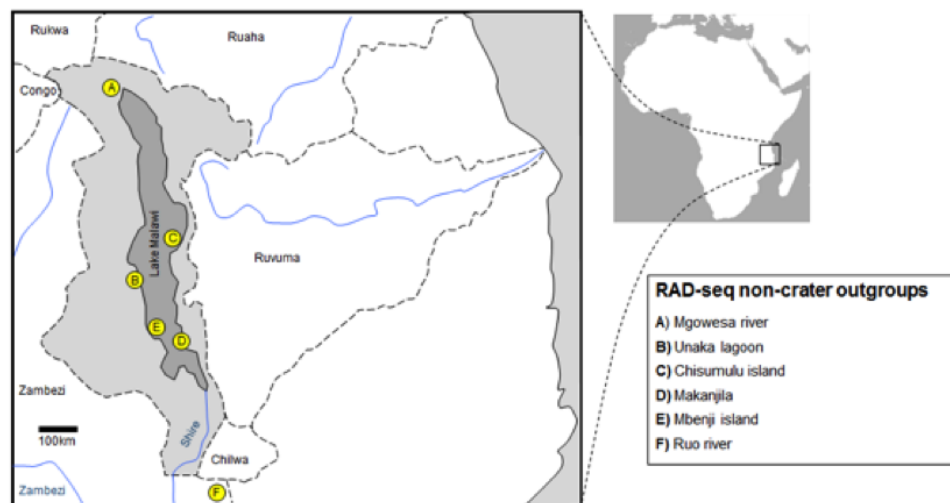 Rukwa
Ruaha
Congo
A
Lake Malawi
C
B
Ruvuma
E
D
Zambezi
100km
Shire
Chilwa
Zambezi
F
RAD-seq non-crater outgroups
A) Mgowesa river
B) Unaka lagoon
C) Chisumulu island
D) Makanjila
E) Mbenji island
F) Ruo river